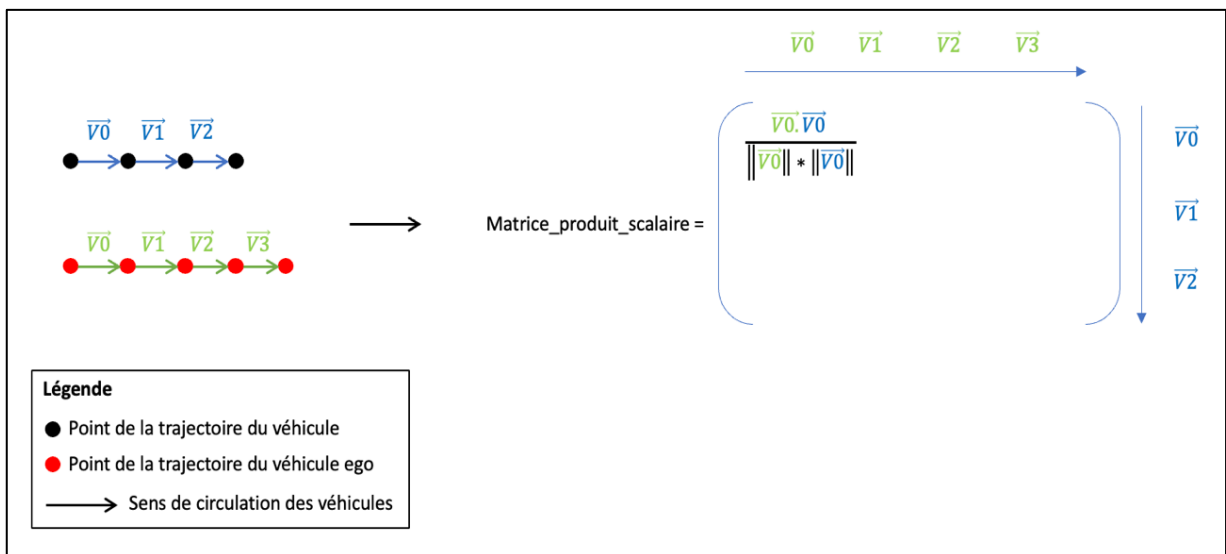 V0 V1 V2 V3
V0 V1 V2
V0.V0
‖V0‖ * ‖V0‖
V0
V1
V2
V0 V1 V2 V3
Matrice_produit_scalaire =
Légende
Point de la trajectoire du véhicule
Point de la trajectoire du véhicule ego
Sens de circulation des véhicules